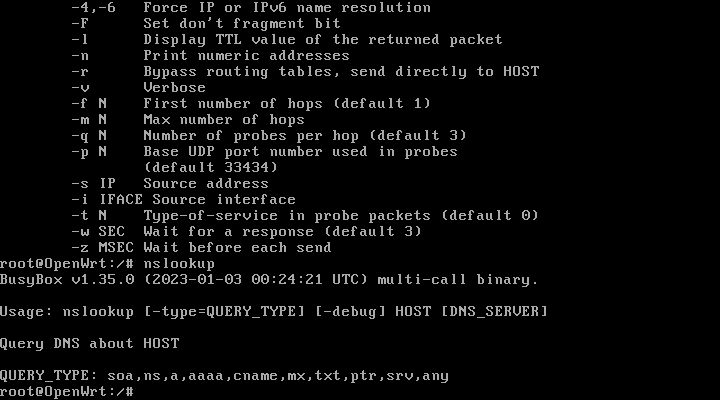 -4,-6   Force IP or IPv6 name resolution
-F      Set don't fragment bit
-l      Display TTL value of the returned packet
-n      Print numeric addresses
-r      Bypass routing tables, send directly to HOST
-v      Verbose
-f N    First number of hops (default 1)
-m N    Max number of hops
-q N    Number of probes per hop (default 3)
-p N    Base UDP port number used in probes
(default 33434)
-s IP   Source address
-i IFACE Source interface
-t N    Type-of-service in probe packets (default 0)
-w SEC  Wait for a response (default 3)
-z MSEC Wait before each send
root@OpenWrt:/# nslookup
BusyBox v1.35.0 (2023-01-03 00:24:21 UTC) multi-call binary.
Usage: nslookup [-type=QUERY_TYPE] [-debug] HOST [DNS_SERVER]
Query DNS about HOST
QUERY_TYPE: soa,ns,a,aaaa,cname,mx,txt,ptr,srv,any
root@OpenWrt:/#